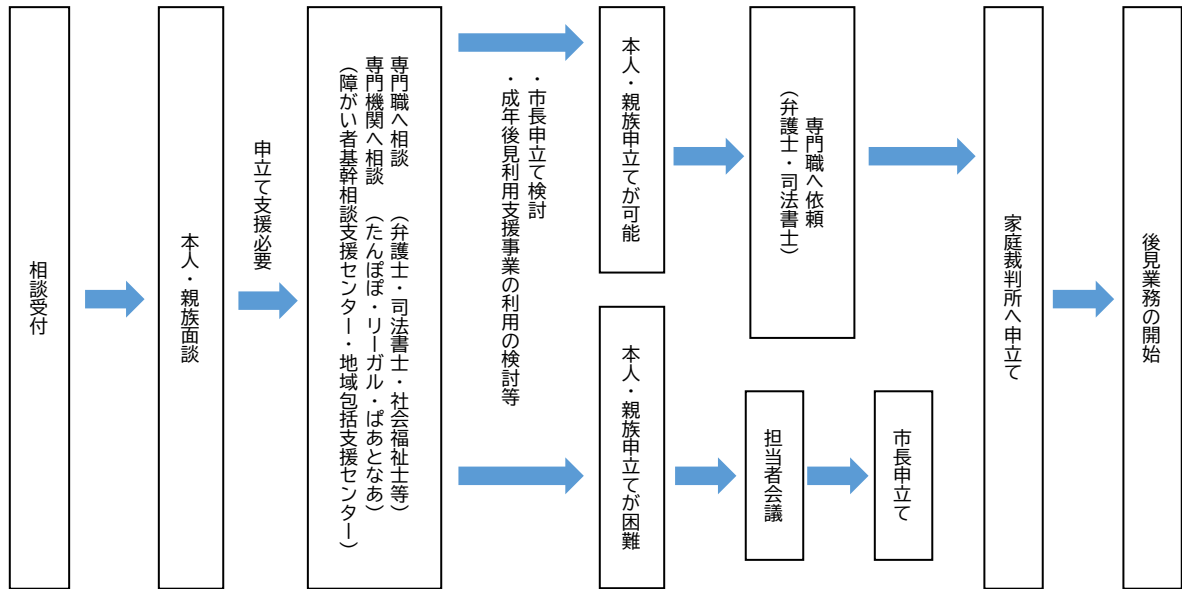 相談受付
本人・親族面談
申立て支援必要
専門職へ相談　（弁護士・司法書士・社会福祉士等）
専門機関へ相談　（たんぽぽ・リーガル・ぱあとなあ）
（障がい者基幹相談支援センター・地域包括支援センター）
・市長申立て検討
・成年後見利用支援事業の利用の検討等
本人・親族申立てが可能
専門職へ依頼
（弁護士・司法書士）
本人・親族申立てが困難
担当者会議
市長申立て
家庭裁判所へ申立て
後見業務の開始